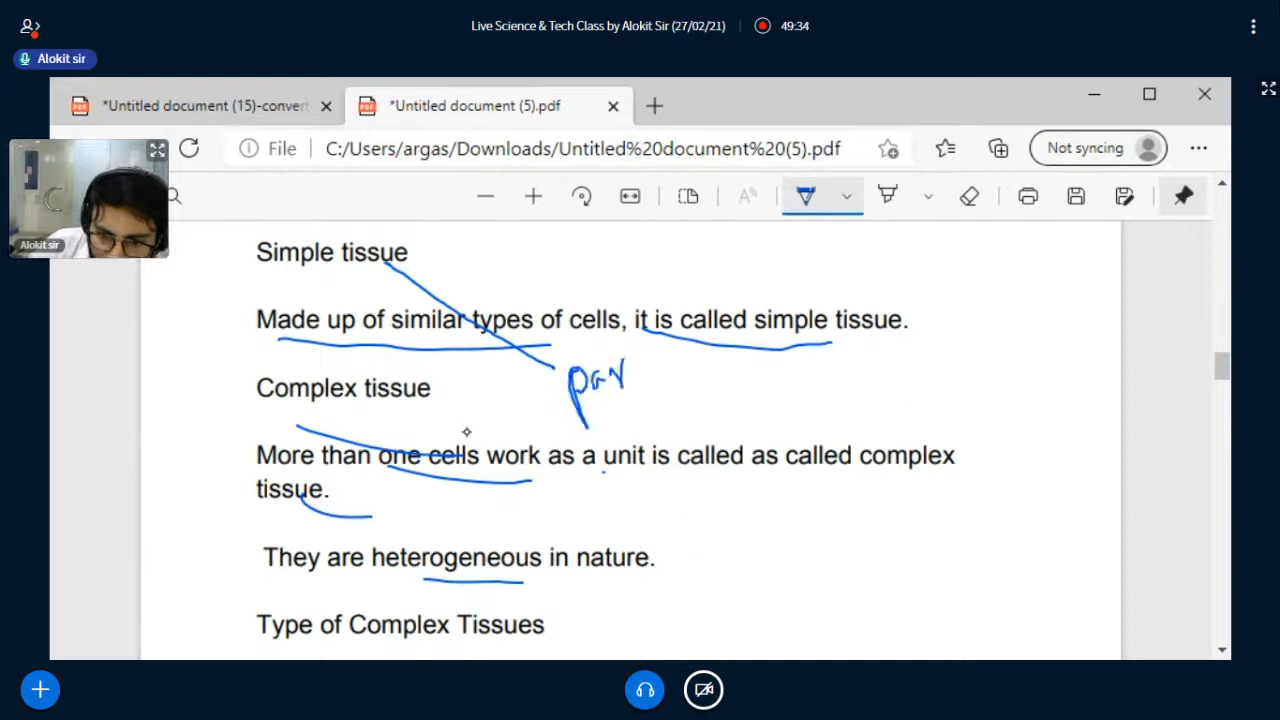 Live Science & Tech Class by Alokit Sir (27/02/21) 49:34
Alokit sir
*Untitled document (15)-convert *Untitled document (5).pdf
File C:/Users/argas/Downloads/Untitled%20document%20(5).pdf Not syncing
Alokit sir
Simple tissue
Made up of similar types of cells, it is called simple tissue.
par
Complex tissue
More than one cells work as a unit is called as called complex
tissue.
They are heterogeneous in nature.
Type of Complex Tissues